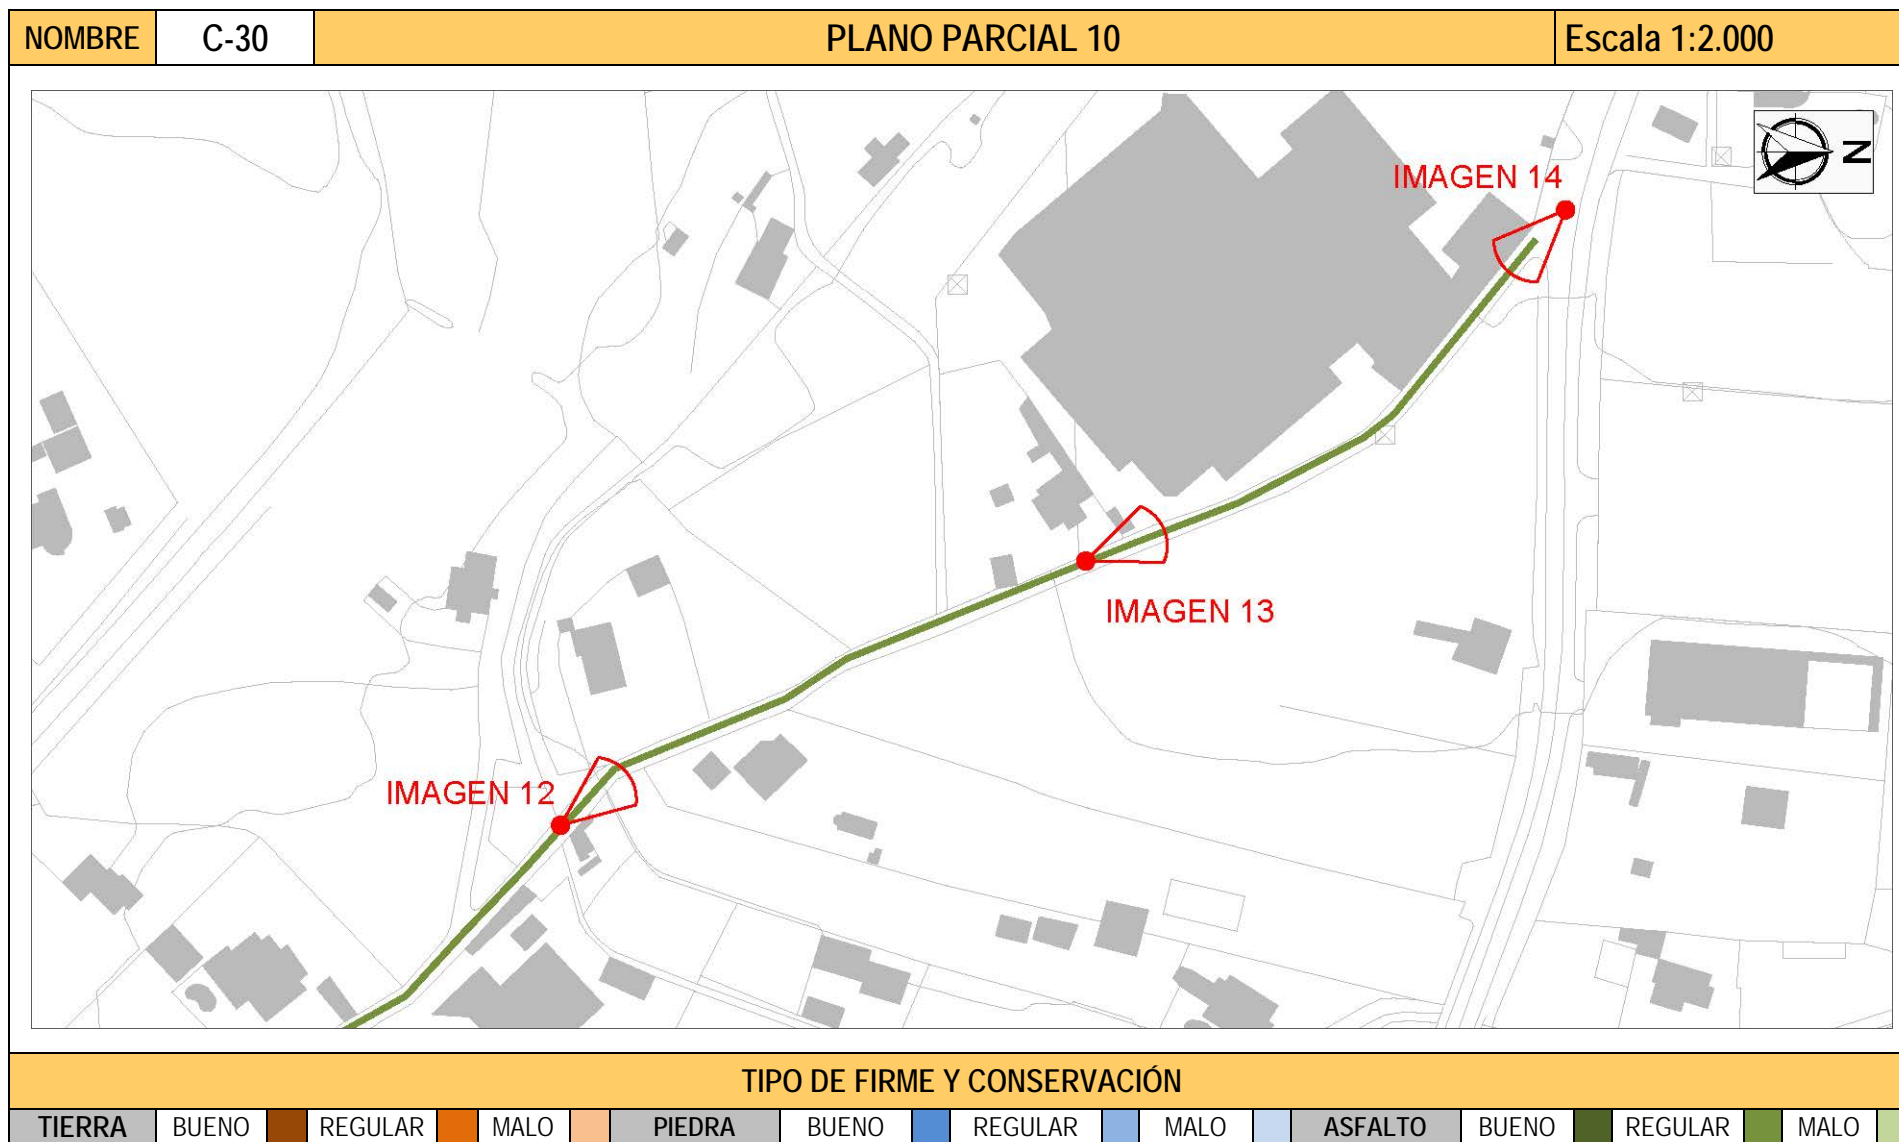 NOMBRE C-30 PLANO PARCIAL 10 Escala 1:2.000
N
IMAGEN 14
IMAGEN 13
IMAGEN 12
TIPO DE FIRME Y CONSERVACIÓN
TIERRA BUENO REGULAR MALO PIEDRA BUENO REGULAR MALO ASFALTO BUENO REGULAR MALO